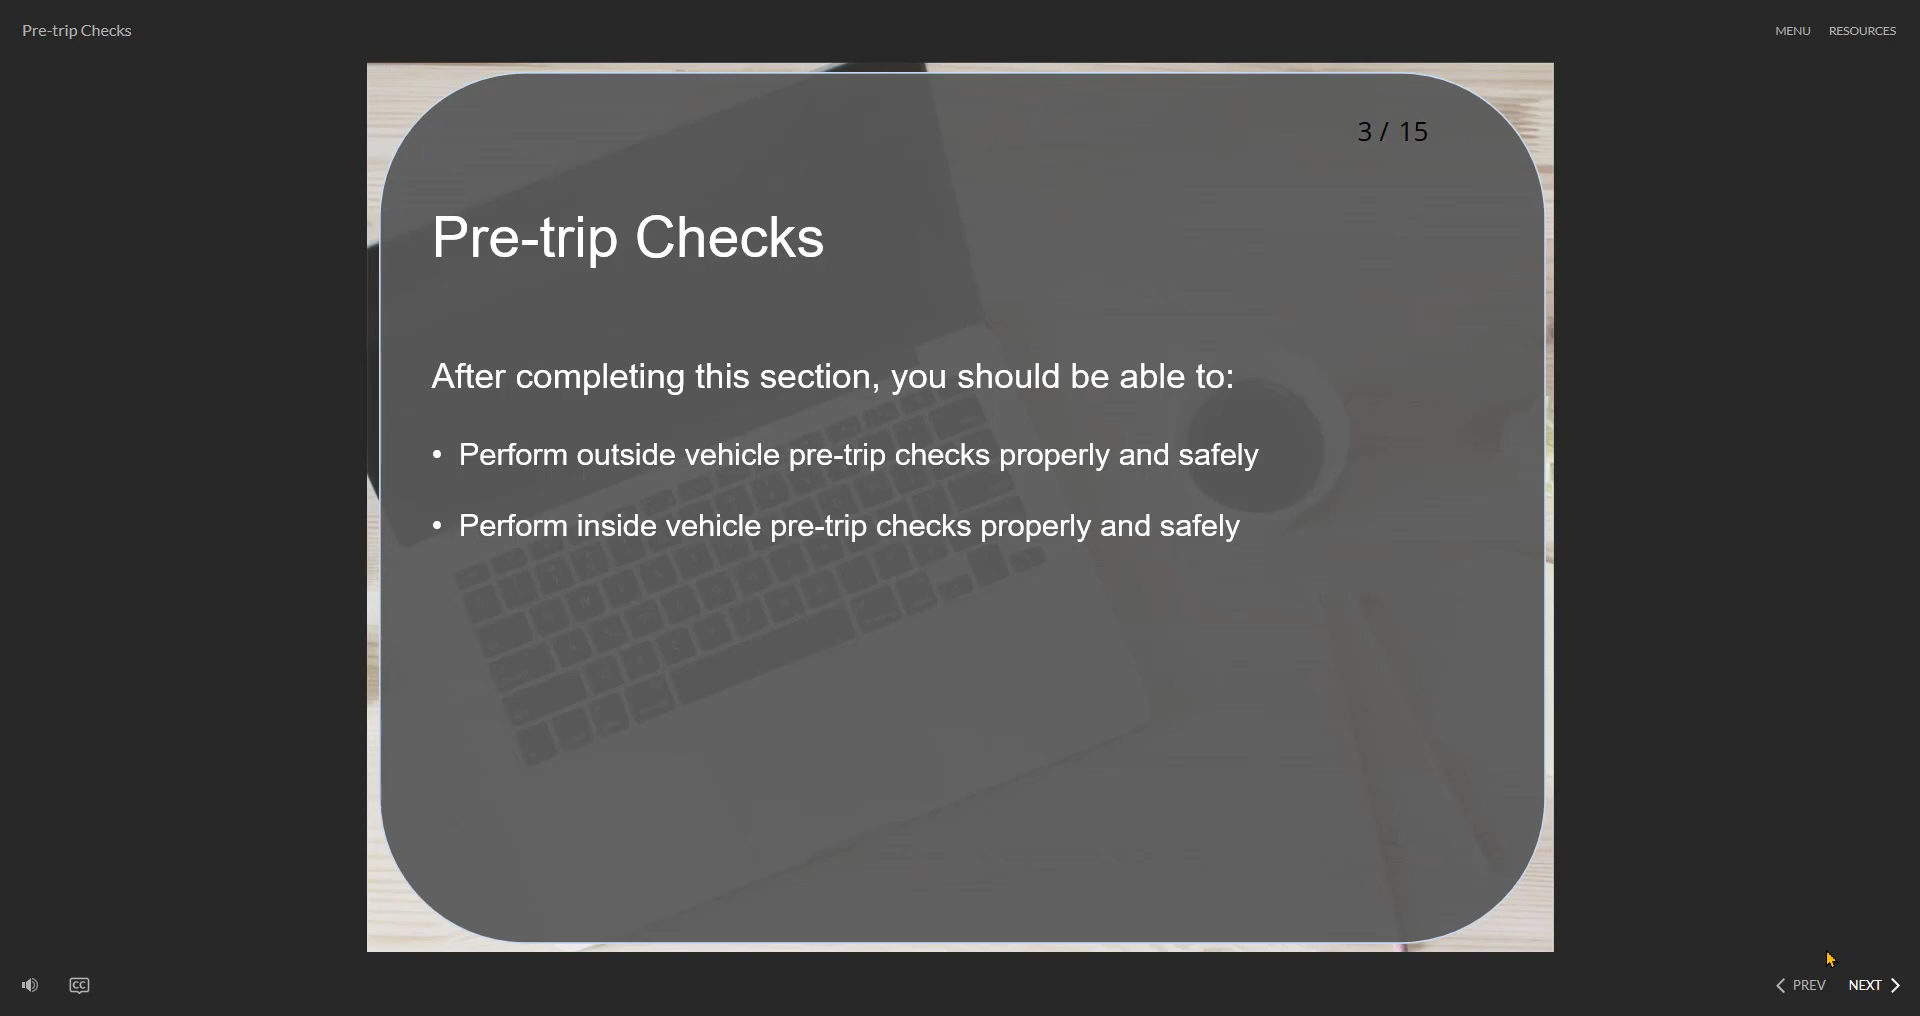 Pre-trip Checks
MENU RESOURCES
3 / 15
Pre-trip Checks
After completing this section, you should be able to:
• Perform outside vehicle pre-trip checks properly and safely
• Perform inside vehicle pre-trip checks properly and safely
CC
PREV NEXT